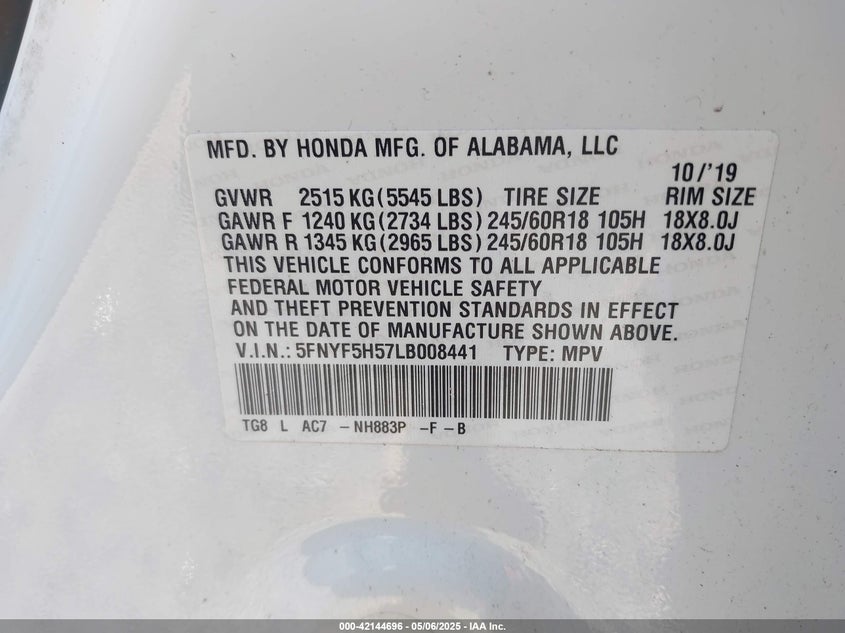 MFD. BY HONDA MFG. OF ALABAMA, LLC
10/'19
GVWR 2515 KG(5545 LBS) TIRE SIZE RIM SIZE
GAWR F 1240 KG(2734 LBS) 245/60R18 105H 18X8.0J
GAWR R 1345 KG(2965 LBS) 245/60R18 105H 18X8.0J
THIS VEHICLE CONFORMS TO ALL APPLICABLE
FEDERAL MOTOR VEHICLE SAFETY
AND THEFT PREVENTION STANDARDS IN EFFECT
ON THE DATE OF MANUFACTURE SHOWN ABOVE.
V.I.N.: 5FNYF5H57LB008441 TYPE: MPV
TG8 L AC7 -NH883P -F -B
000-42144696 - 05/06/2025 - IAA Inc.